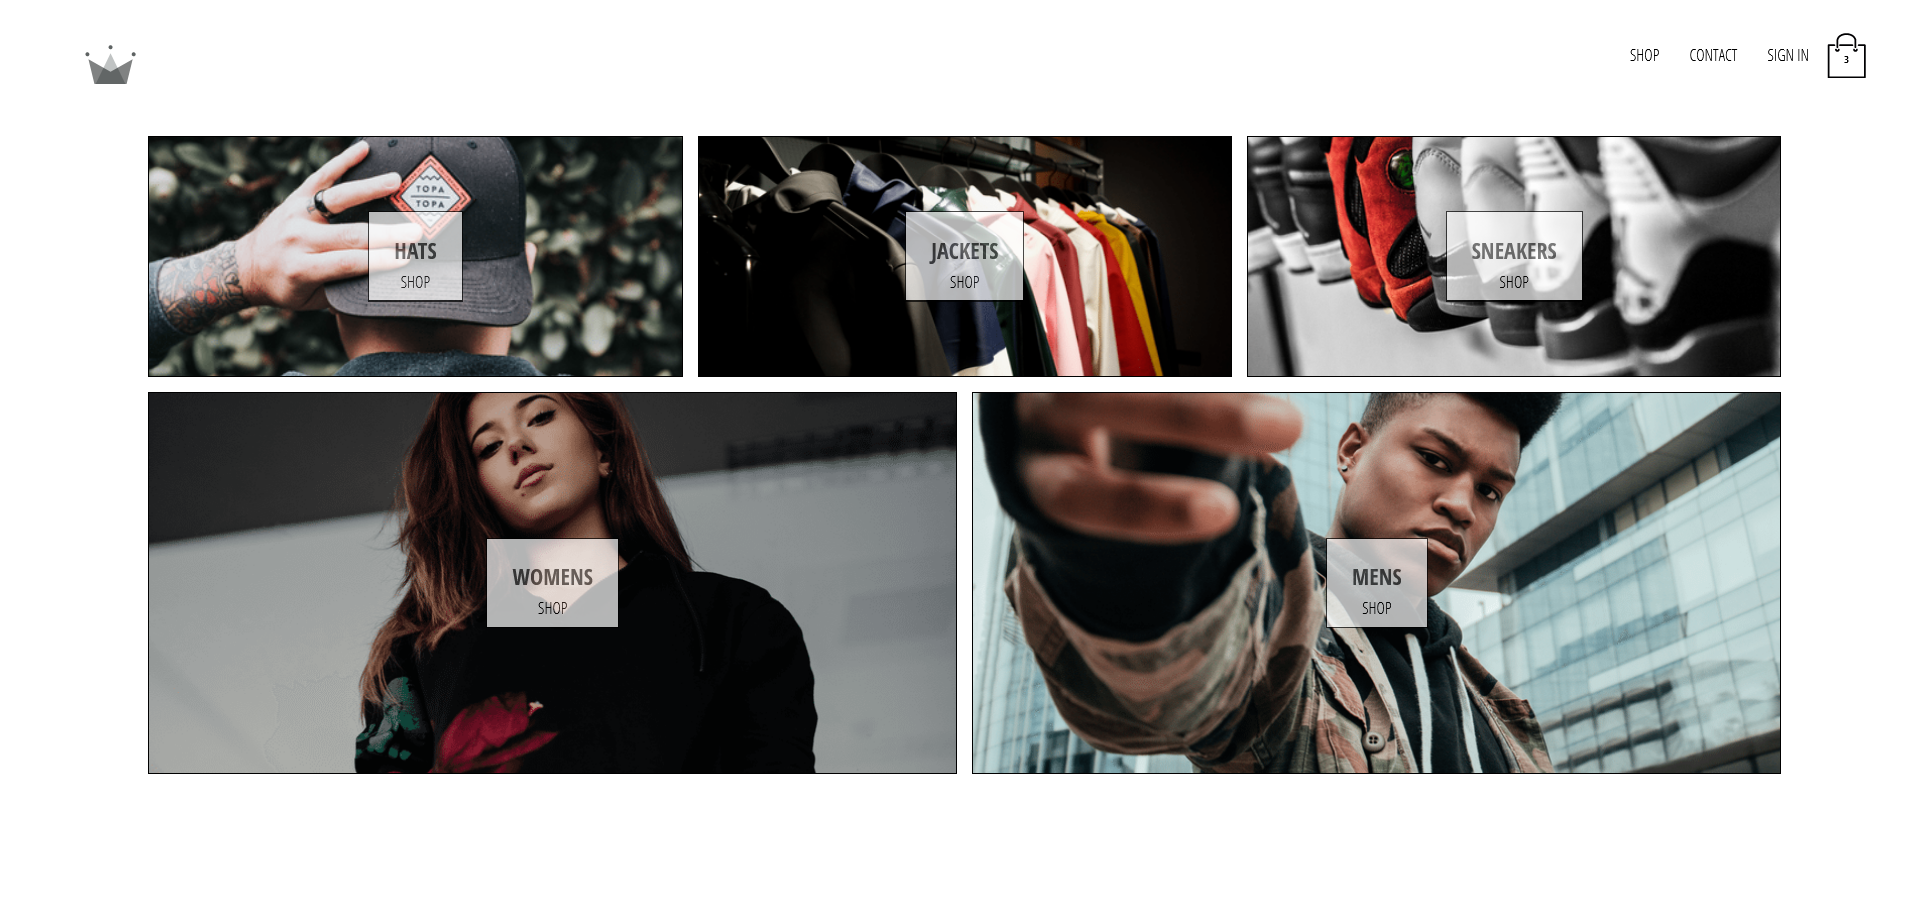 SHOP
CONTACT
SIGN IN
3
TOPA
TOPA
HATS
SHOP
JACKETS
SHOP
SNEAKERS
SHOP
WOMENS
SHOP
MENS
SHOP